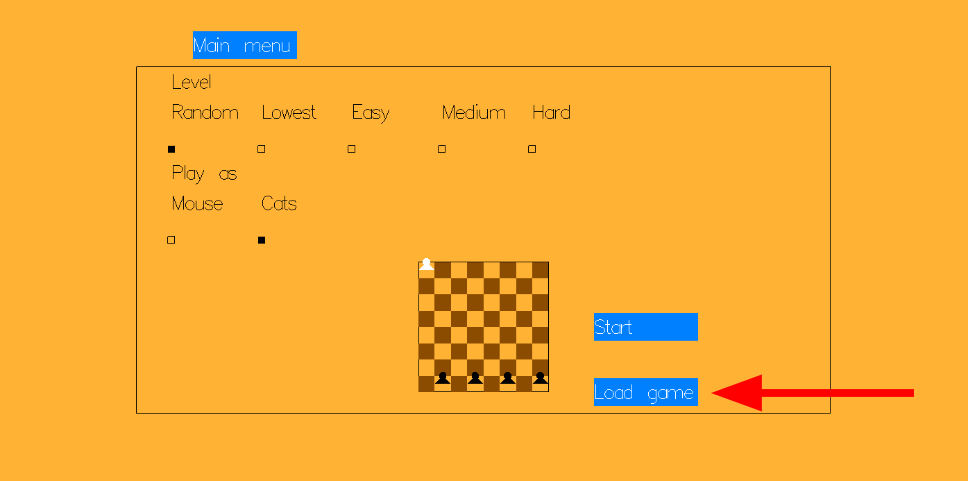 Main menu
Level
Random Lowest Easy Medium Hard
Play as
Mouse Cats
Start
Load game